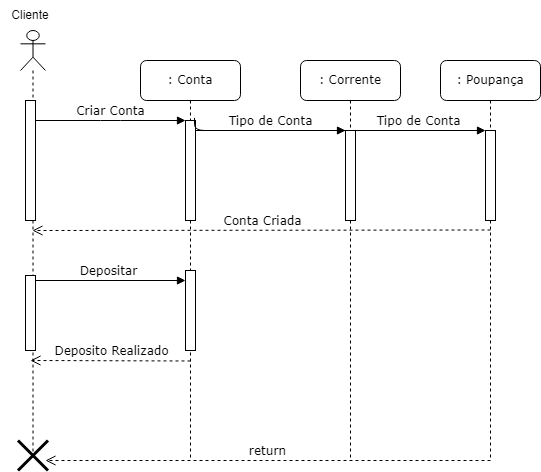 Cliente
: Conta
: Corrente
: Poupança
Criar Conta
Tipo de Conta
Tipo de Conta
Conta Criada
Depositar
Deposito Realizado
return